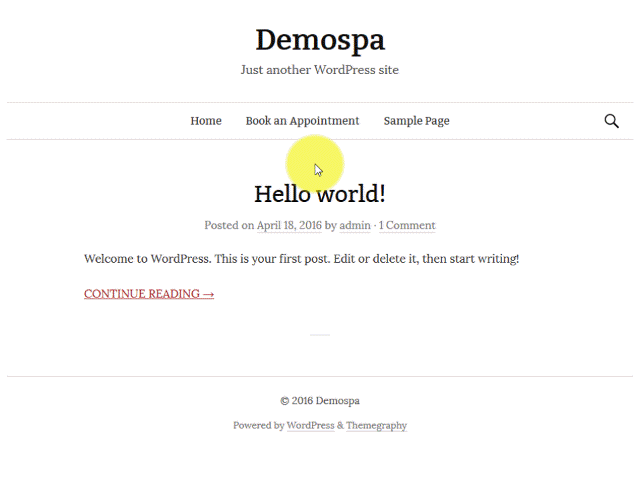 Demospa
Just another WordPress site
Home Book an Appointment Sample Page
Hello world!
Posted on April 18, 2016 by admin · 1 Comment
Welcome to WordPress. This is your first post. Edit or delete it, then start writing!
CONTINUE READING →
© 2016 Demospa
Powered by WordPress & Themegraphy